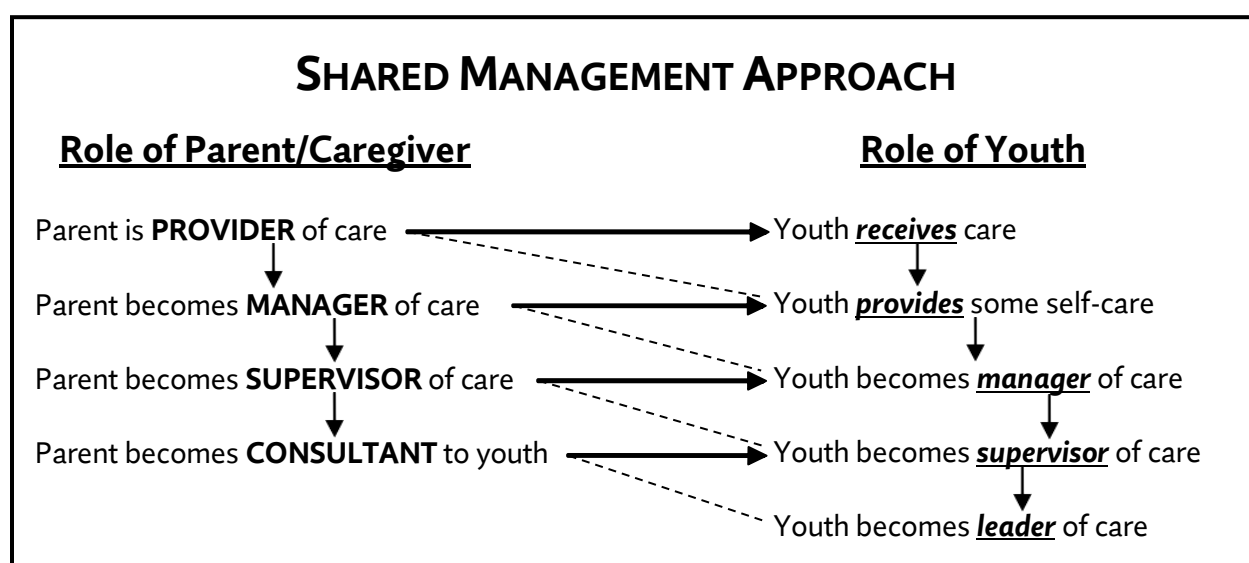 SHARED MANAGEMENT APPROACH
Role of Parent/Caregiver
Role of Youth
Parent is PROVIDER of care
Youth receives care
Parent becomes MANAGER of care
Youth provides some self-care
Parent becomes SUPERVISOR of care
Youth becomes manager of care
Parent becomes CONSULTANT to youth
Youth becomes supervisor of care
Youth becomes leader of care